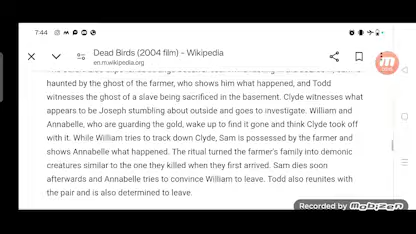 7:44
Dead Birds (2004 film) - Wikipedia
en.m.wikipedia.org
haunted by the ghost of the farmer, who shows him what happened, and Todd
witnesses the ghost of a slave being sacrificed in the basement. Clyde witnesses what
appears to be Joseph stumbling about outside and goes to investigate. William and
Annabelle, who are guarding the gold, wake up to find it gone and think Clyde took off
with it. While William tries to track down Clyde, Sam is possessed by the farmer and
shows Annabelle what happened. The ritual turned the farmer's family into demonic
creatures similar to the one they killed when they first arrived. Sam dies soon
afterwards and Annabelle tries to convince William to leave. Todd also reunites with
the pair and is also determined to leave.
Recorded by Mobizen